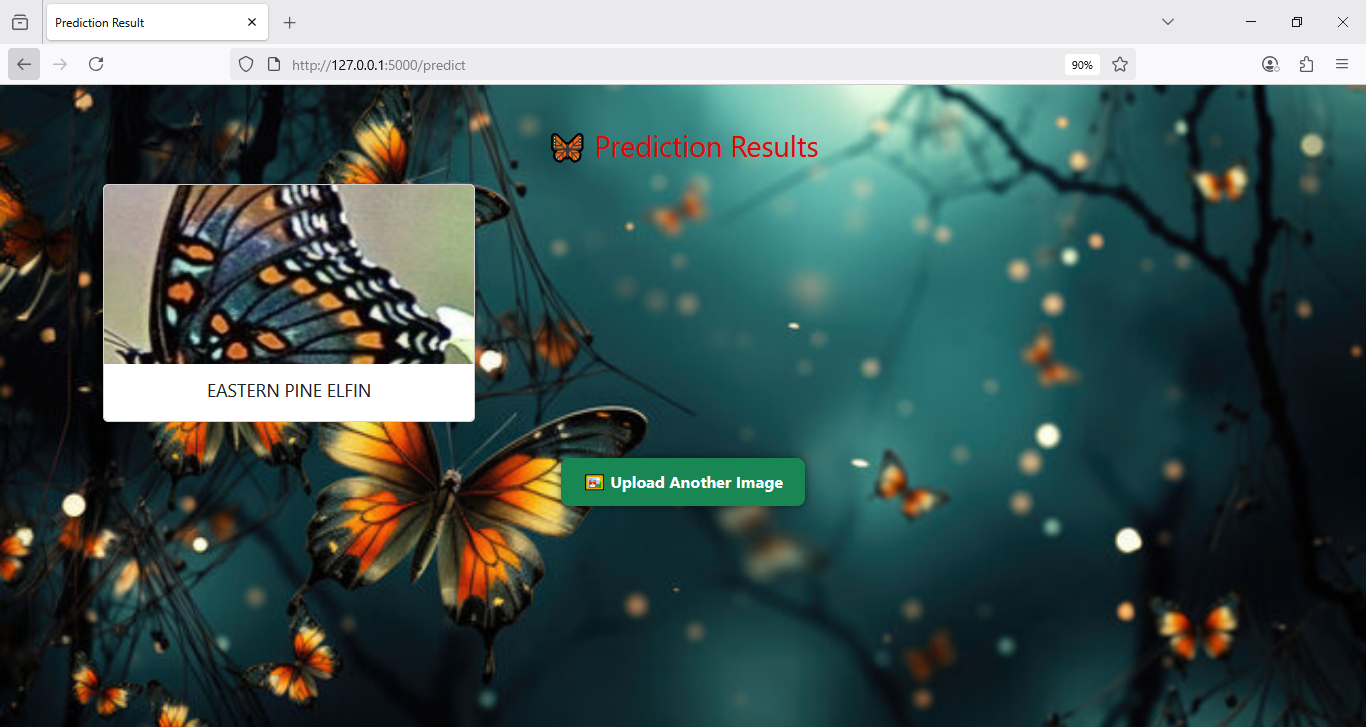 Prediction Result
http://127.0.0.1:5000/predict
90%
Prediction Results
EASTERN PINE ELFIN
Upload Another Image